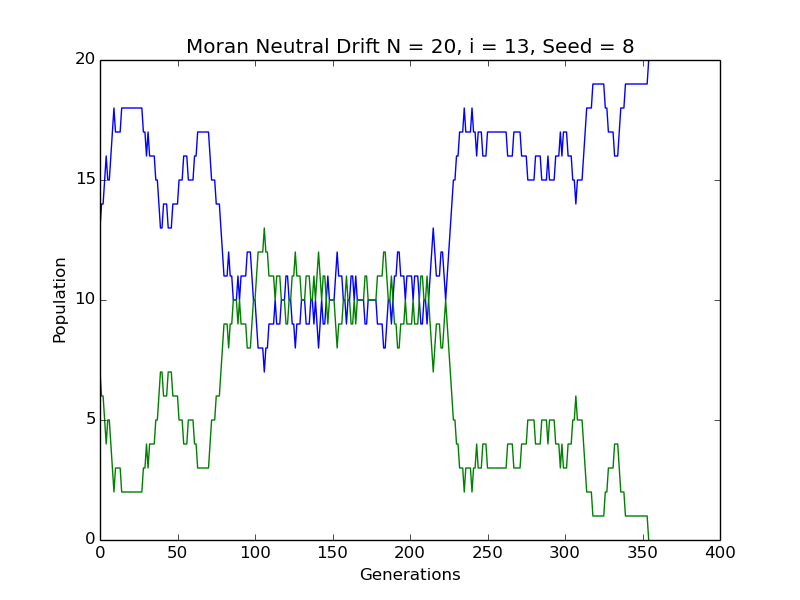 Moran Neutral Drift N = 20, i = 13, Seed = 8
20
15
10
5
0
Population
0 50 100 150 200 250 300 350 400
Generations